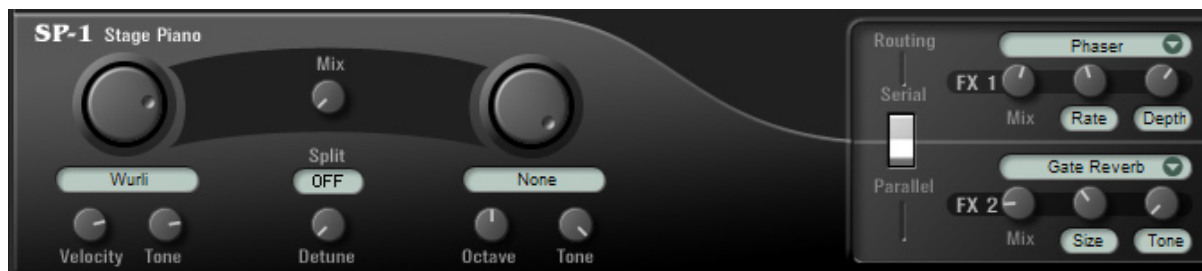 SP-1 Stage Piano
Mix
Split
OFF
Wurli
None
Velocity Tone
Detune
Octave Tone
Routing
Serial
Parallel
Phaser
FX 1
Mix Rate Depth
Gate Reverb
FX 2
Mix Size Tone